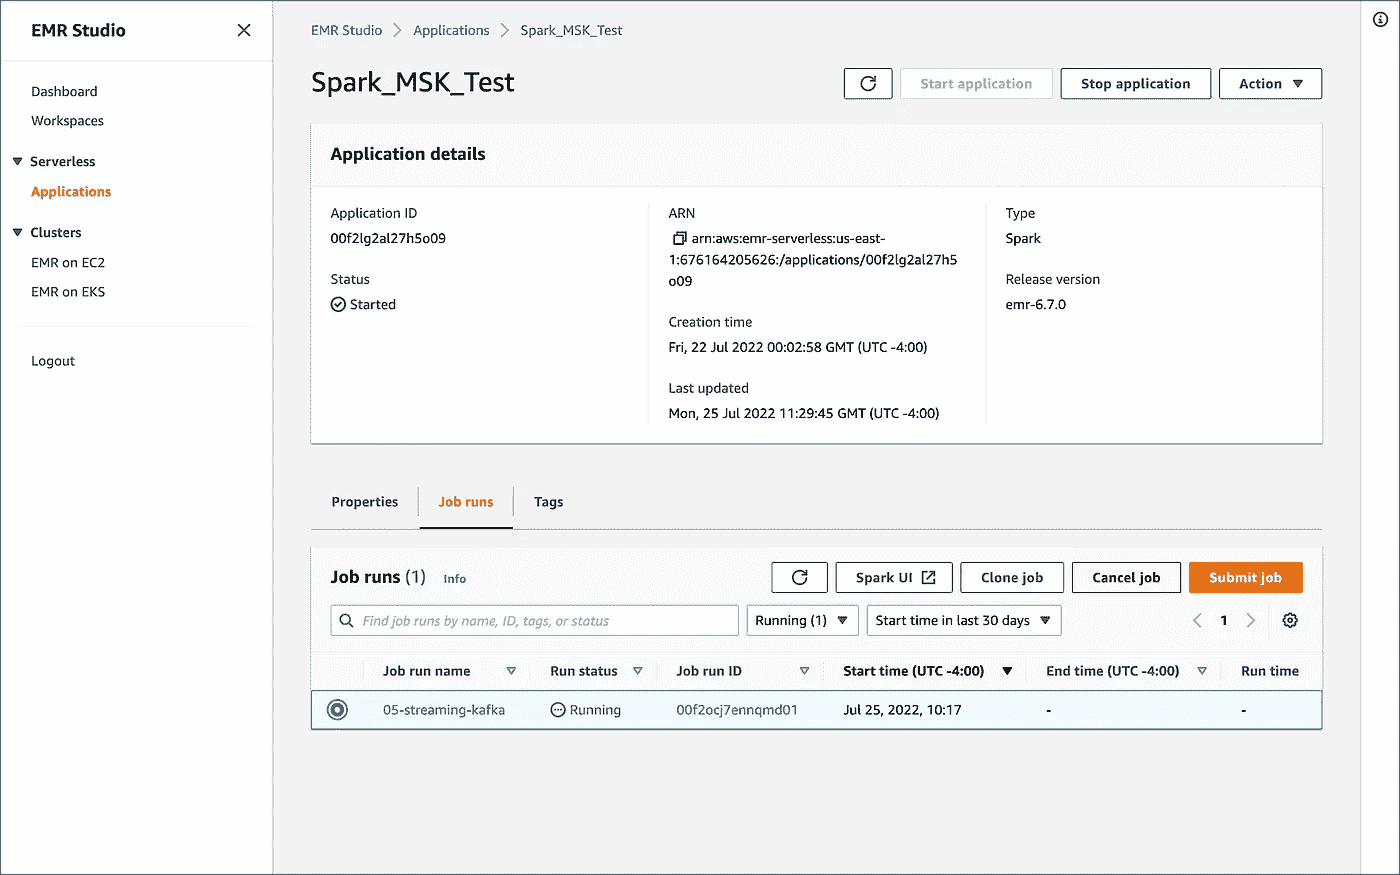 EMR Studio
Dashboard
Workspaces
Serverless
Applications
Clusters
EMR on EC2
EMR on EKS
Logout
EMR Studio > Applications > Spark_MSK_Test
Spark_MSK_Test
Start application
Stop application
Action
Application details
Application ID
00f2lg2al27h5o09
Status
Started
ARN
arn:aws:emr-serverless:us-east-
1:676164205626:/applications/00f2lg2al27h5
o09
Creation time
Fri, 22 Jul 2022 00:02:58 GMT (UTC -4:00)
Last updated
Mon, 25 Jul 2022 11:29:45 GMT (UTC -4:00)
Type
Spark
Release version
emr-6.7.0
Properties
Job runs
Tags
Job runs (1) Info
Spark UI
Clone job
Cancel job
Submit job
Find job runs by name, ID, tags, or status
Running (1)
Start time in last 30 days
1
Job run name
Run status
Job run ID
Start time (UTC -4:00)
End time (UTC -4:00)
Run time
05-streaming-kafka
Running
00f2ocj7ennqmd01
Jul 25, 2022, 10:17
-
-